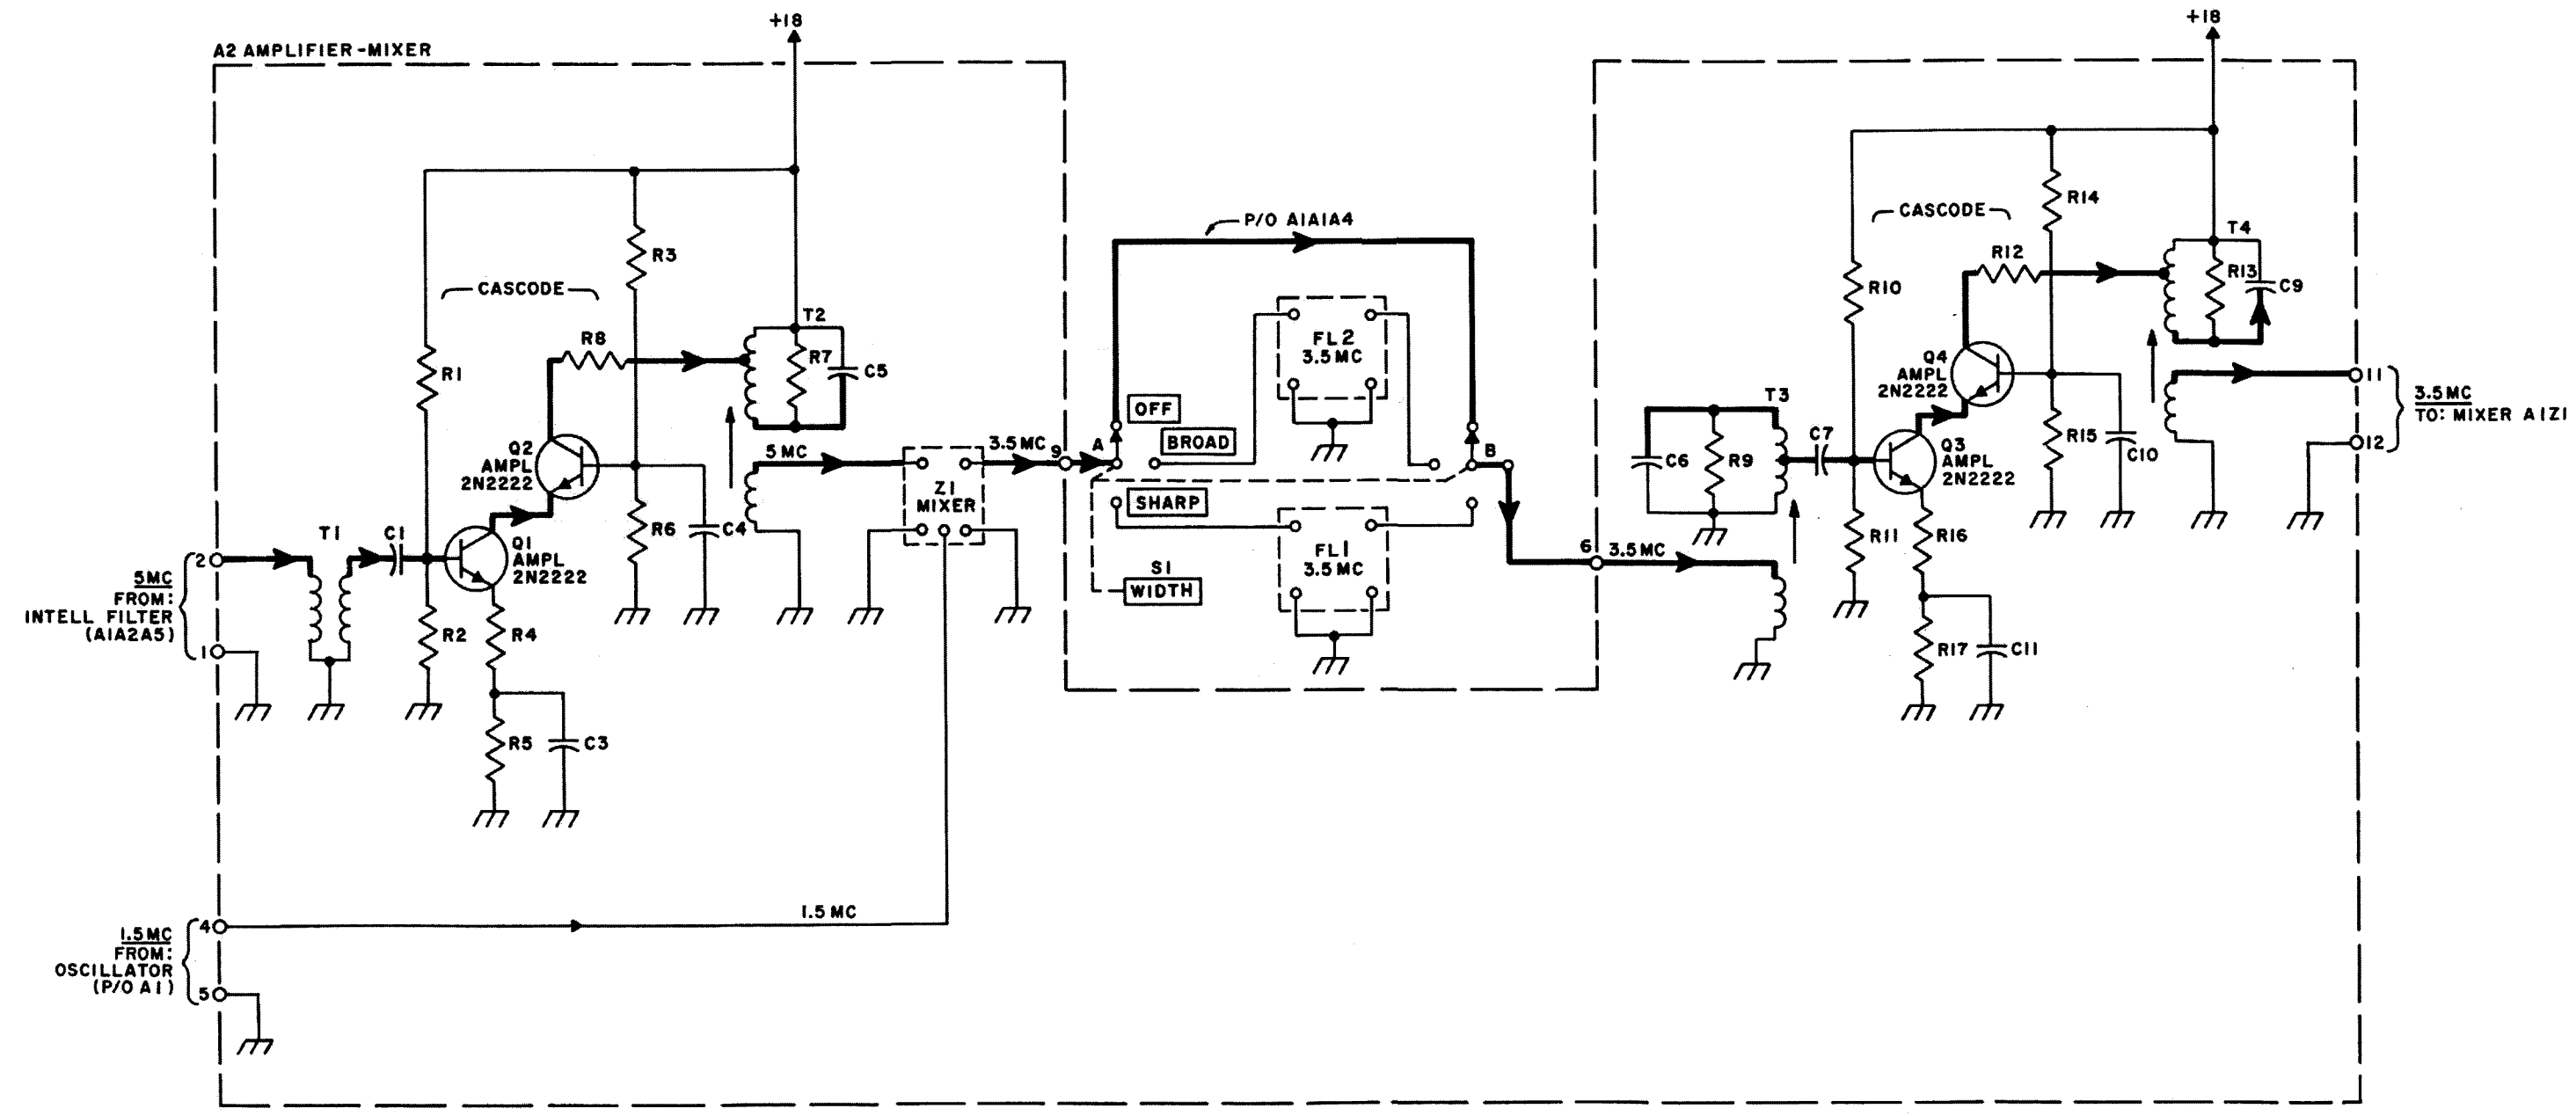 A2 AMPLIFIER-MIXER
+18
+18
P/O A1A1A4
CASCODE
CASCODE
R1
R3
R8
T2
R7
C5
Q2
AMPL
2N2222
5 MC
Z1
MIXER
3.5 MC
9
A
OFF
BROAD
SHARP
S1
WIDTH
FL2
3.5 MC
FL1
3.5 MC
B
6
3.5 MC
R10
R14
R12
T4
R13
C9
Q4
AMPL
2N2222
T3
C6
R9
C7
Q3
AMPL
2N2222
R15
C10
R11
R16
R17
C11
11
12
3.5 MC
TO: MIXER A1Z1
2
1
5MC
FROM:
INTELL FILTER
(A1A2A5)
T1
C1
Q1
AMPL
2N2222
R2
R4
R5
C3
R6
C4
1.5 MC
4
5
1.5 MC
FROM:
OSCILLATOR
(P/O A1)